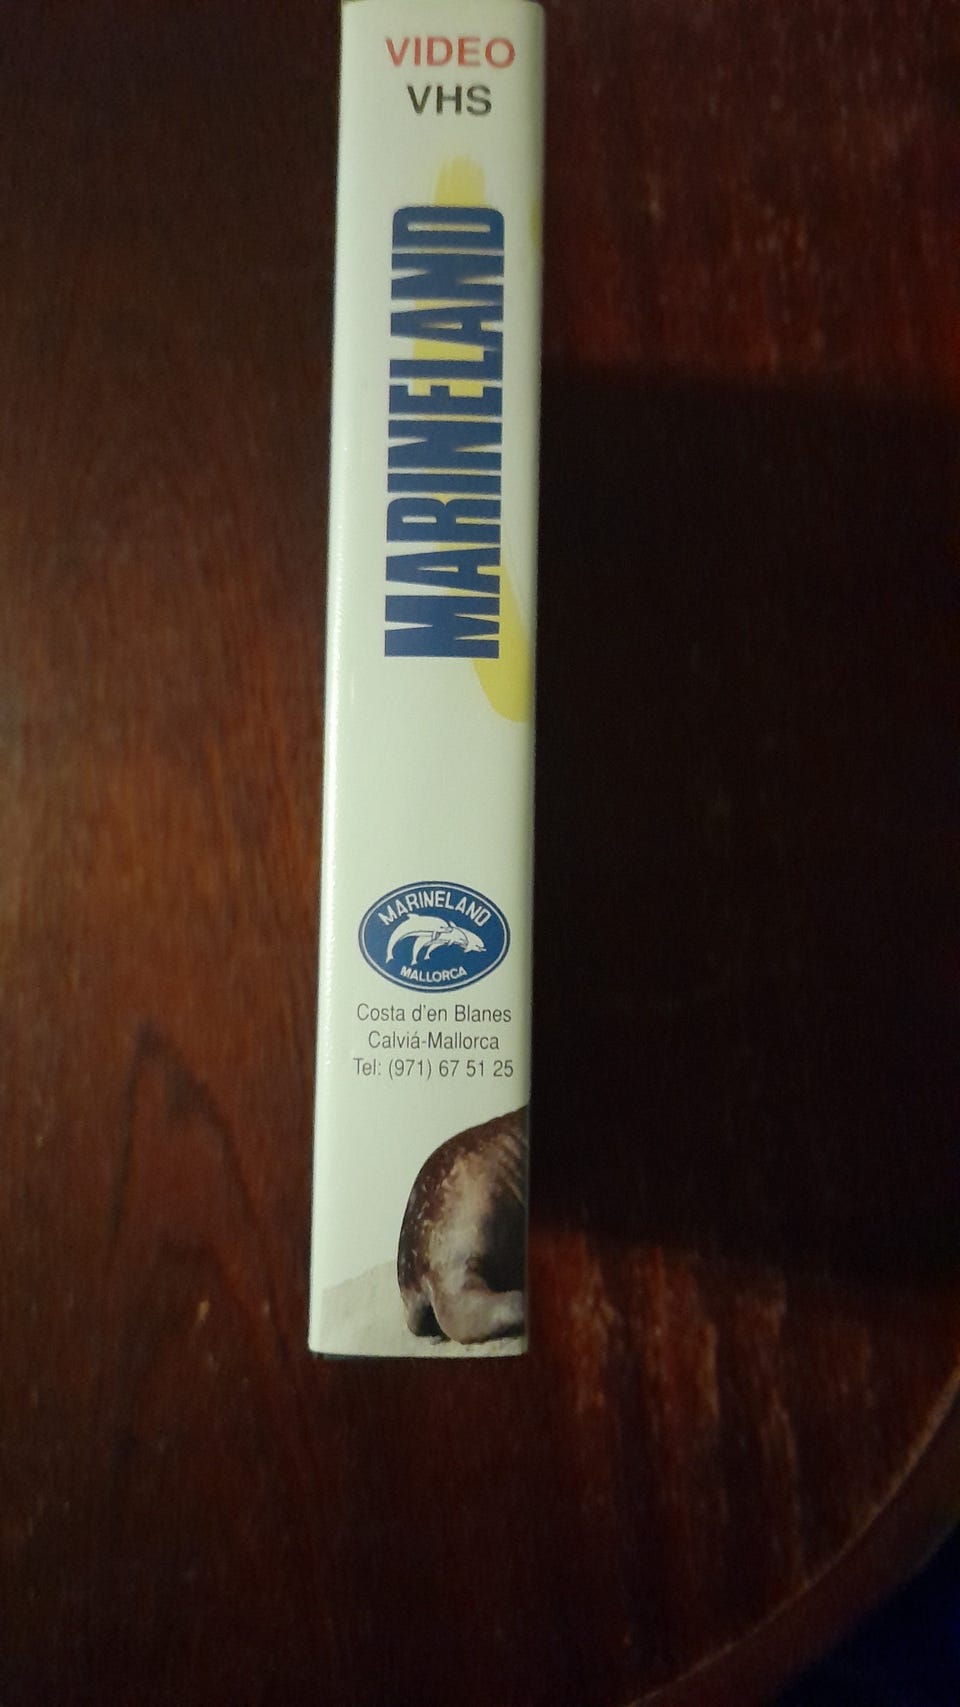 VIDEO
VHS
MARINELAND
MARINELAND
MALLORCA
Costa d'en Blanes
Calviá-Mallorca
Tel: (971) 67 51 25